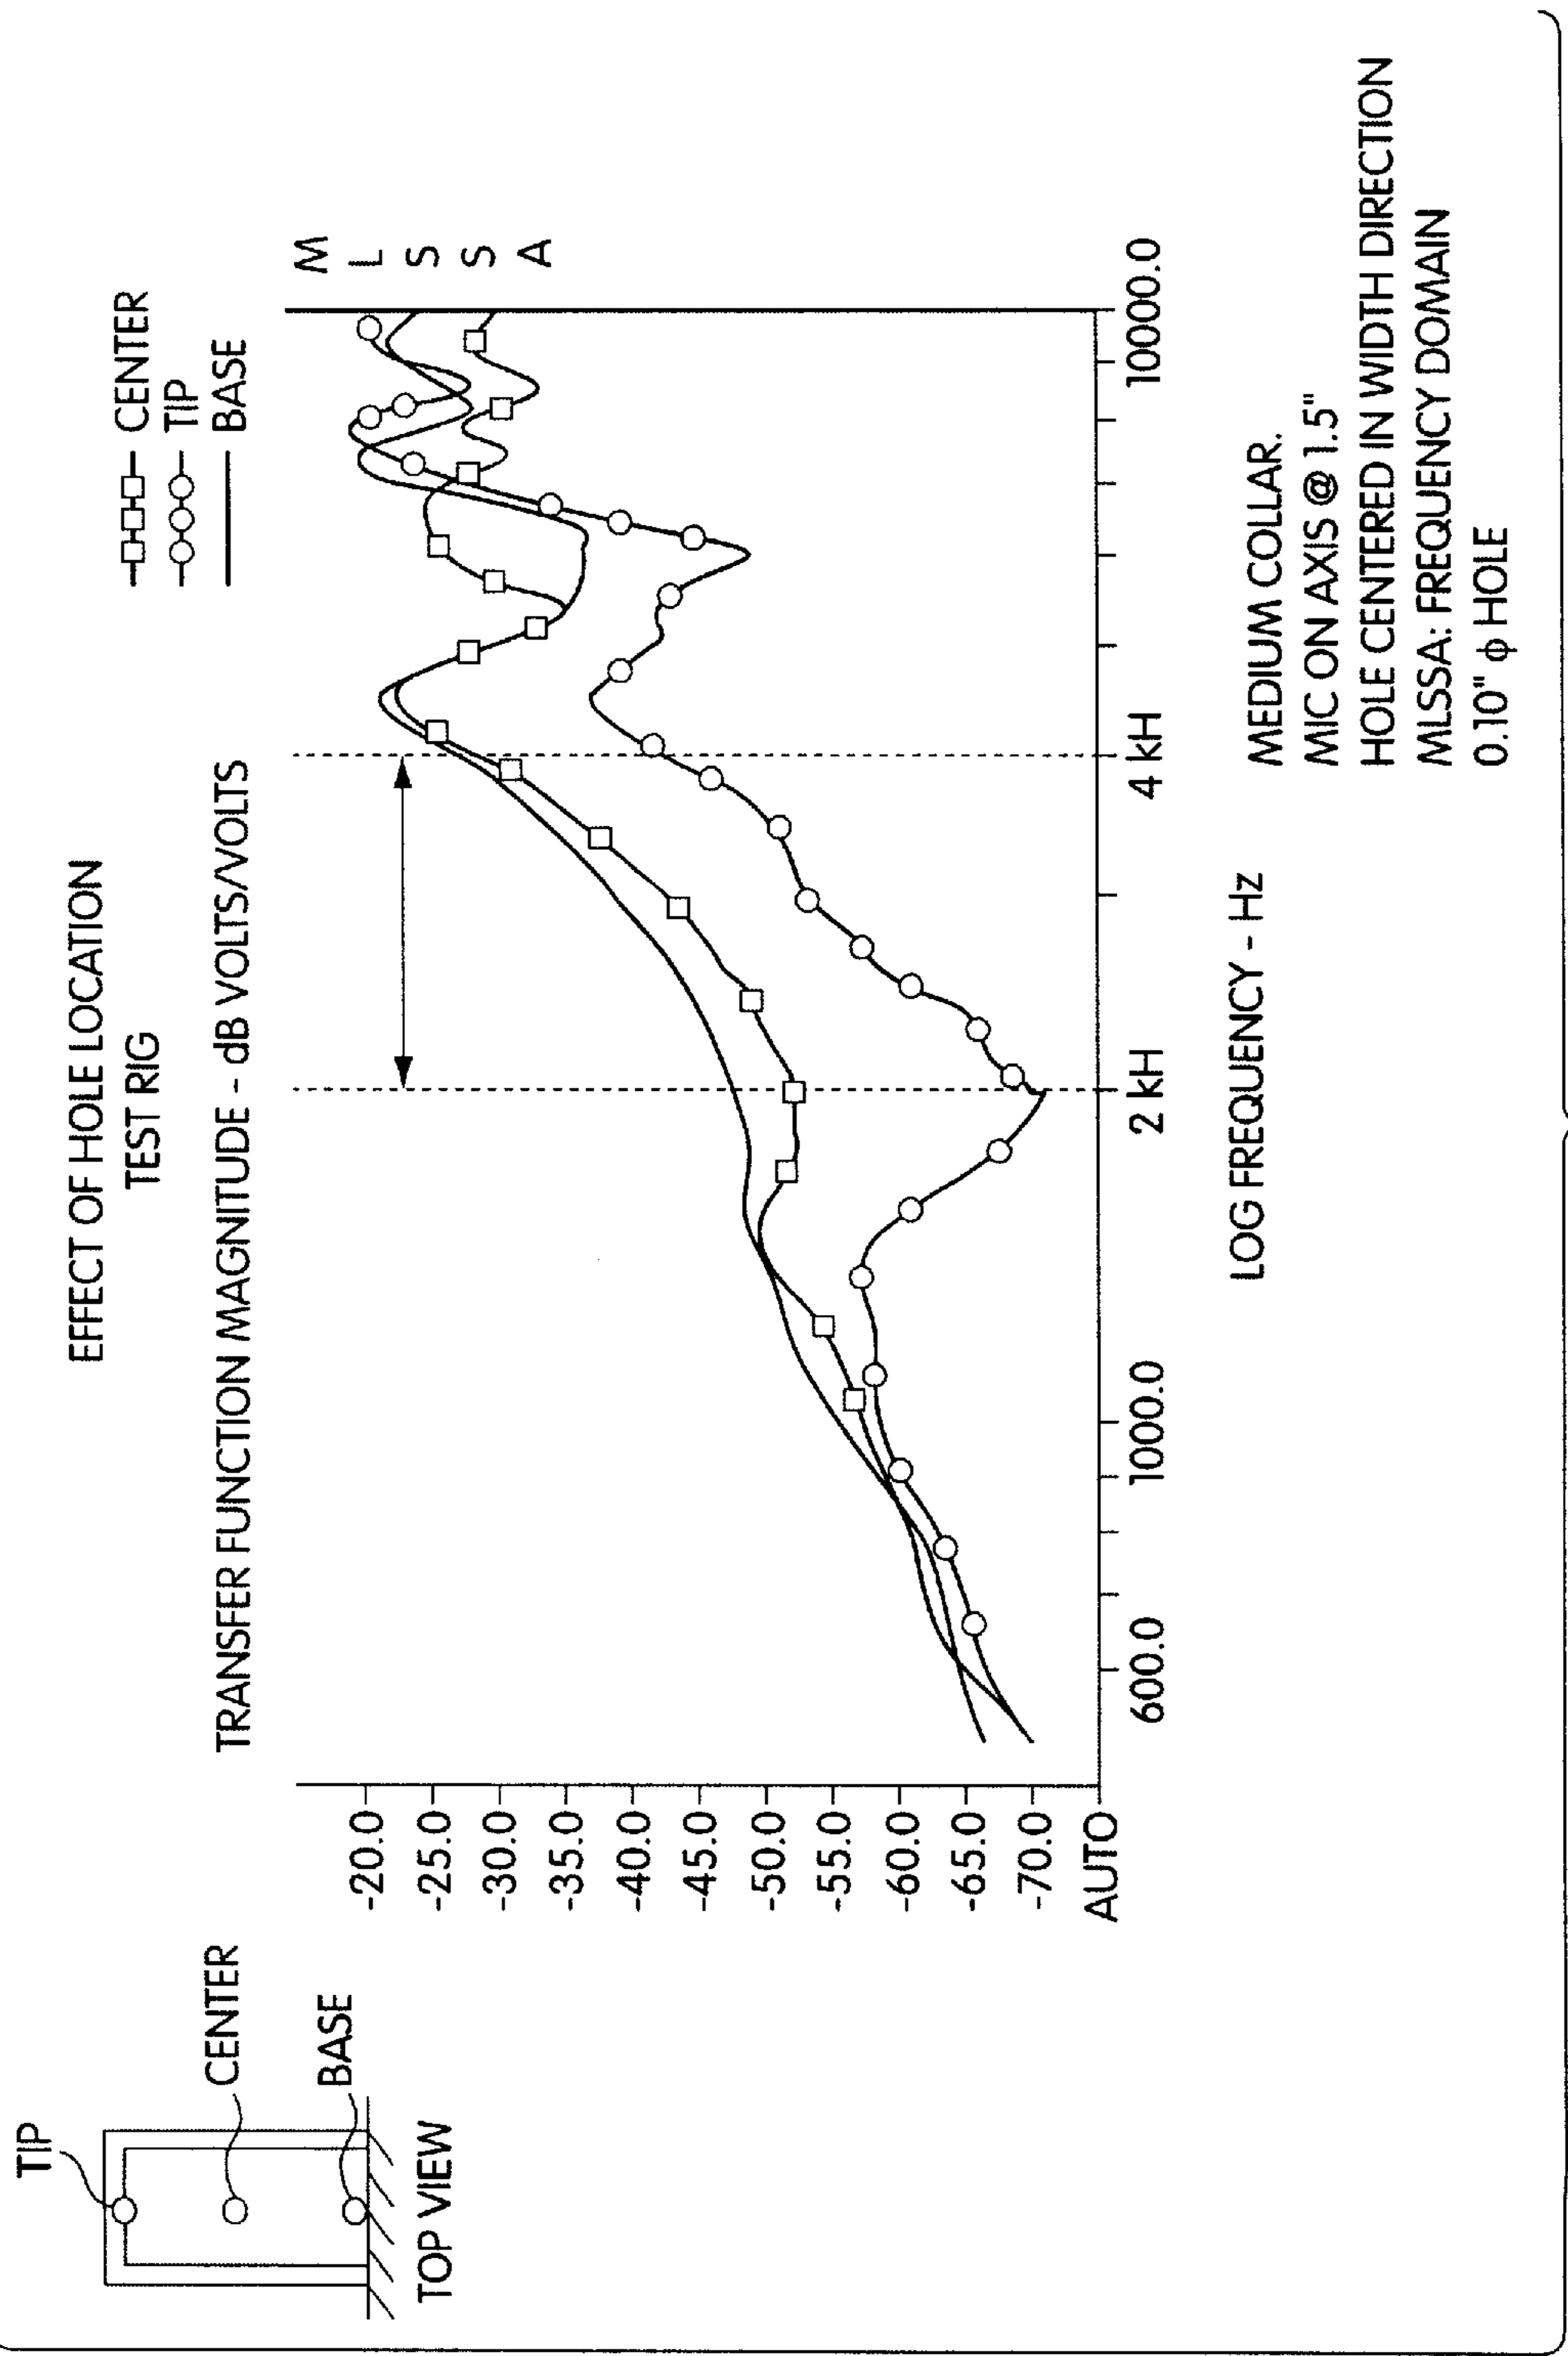 EFFECT OF HOLE LOCATION
TEST RIG
TRANSFER FUNCTION MAGNITUDE - dB VOLTS/VOLTS
CENTER
TIP
BASE
TIP
CENTER
BASE
TOP VIEW
M
L
S
S
A
-20.0
-25.0
-30.0
-35.0
-40.0
-45.0
-50.0
-55.0
-60.0
-65.0
-70.0
AUTO
600.0 1000.0 2 kH 4 kH 10000.0
LOG FREQUENCY - Hz
MEDIUM COLLAR.
MIC ON AXIS @ 1.5"
HOLE CENTERED IN WIDTH DIRECTION
MLSSA: FREQUENCY DOMAIN
0.10" ϕ HOLE